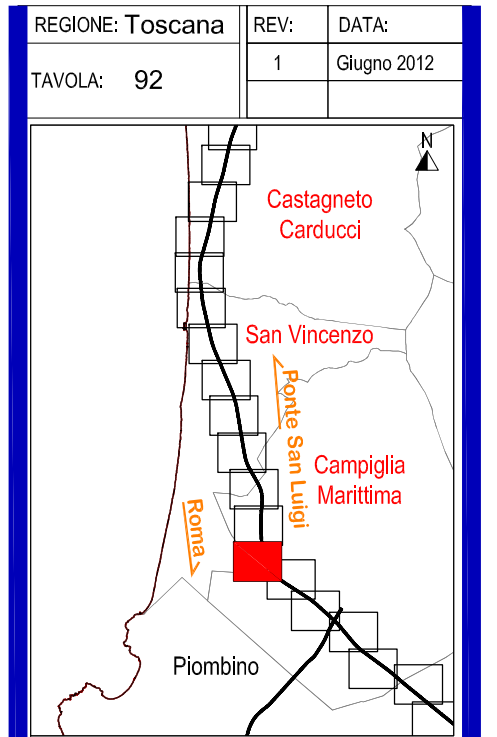 REGIONE: Toscana
REV:
DATA:
TAVOLA: 92
1
Giugno 2012
N
Castagneto
Carducci
San Vincenzo
Ponte San Luigi
Campiglia
Marittima
Roma
Piombino